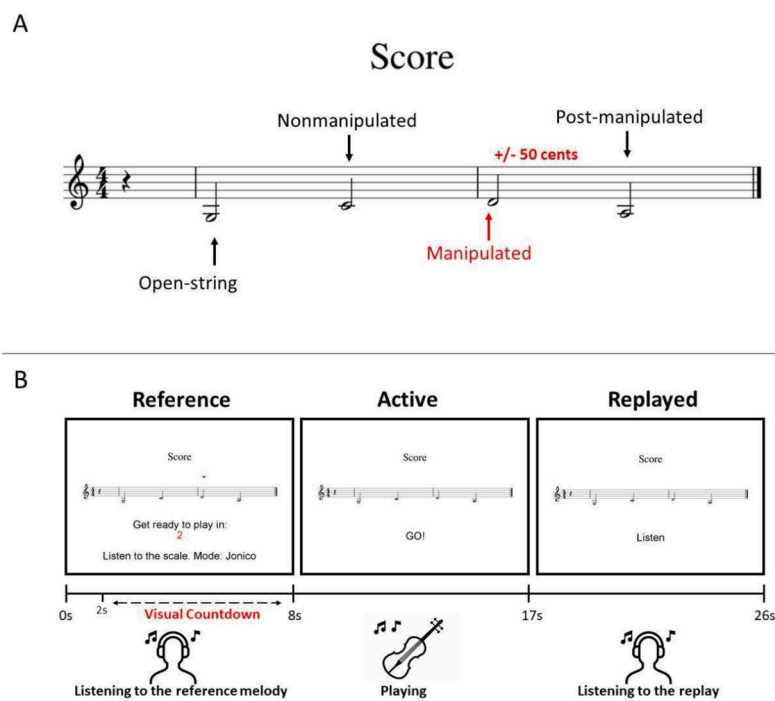 A
Score
Nonmanipulated
Post-manipulated
+/- 50 cents
4
4
Manipulated
Open-string
B
Reference
Active
Replayed
Score
Score
Score
Get ready to play in:
2
GO!
Listen
Listen to the scale. Mode: Jonico
0s
2s
Visual Countdown
8s
17s
26s
Listening to the reference melody
Playing
Listening to the replay